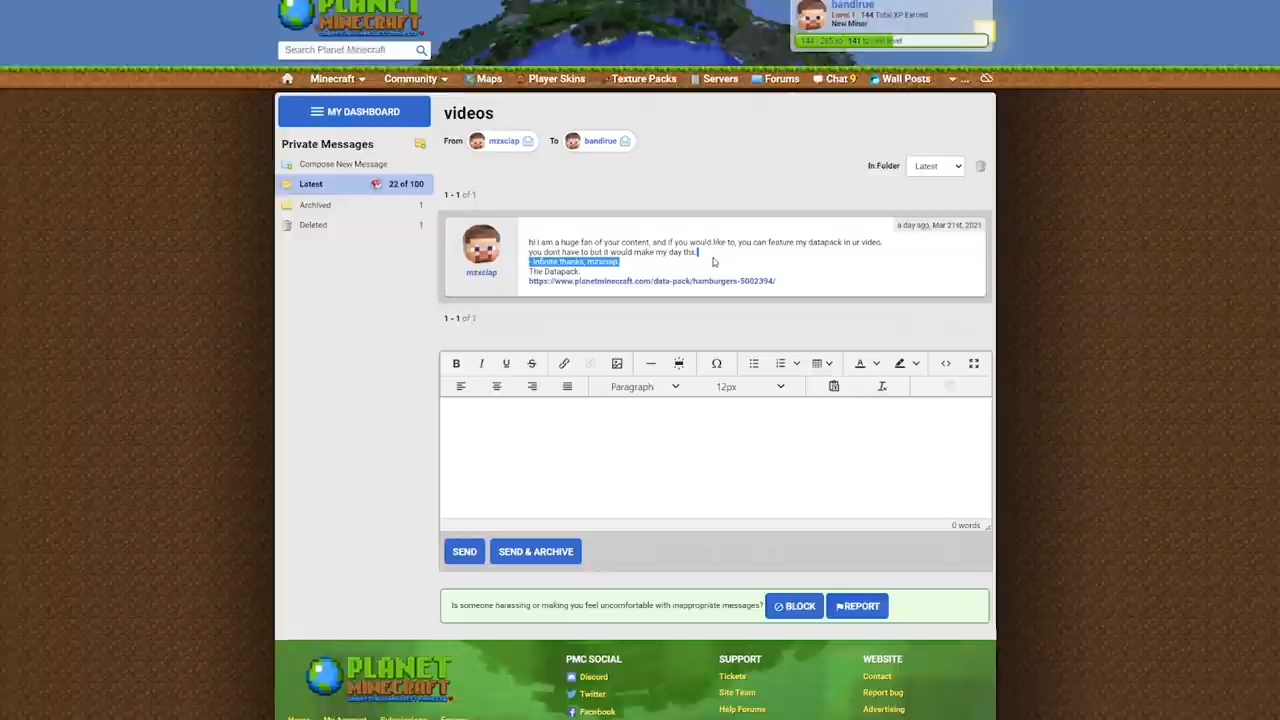 PLANET
MINECRAFT
bandirue
Level 1 · 144 Total XP Earned
New Miner
Search Planet Minecraft
Minecraft
Community
Maps
Player Skins
Texture Packs
Servers
Forums
Chat 9
Wall Posts
...
MY DASHBOARD
Private Messages
Compose New Message
Latest 22 of 100
Archived 1
Deleted 1
videos
From mzxciap To bandirue
In Folder Latest
1 - 1 of 1
a day ago, Mar 21st, 2021
mzxciap
hi i am a huge fan of your content, and if you would like to, you can feature my datapack in ur video.
you dont have to but it would make my day thx.
- Infinite thanks, mzxciap
The Datapack:
https://www.planetminecraft.com/data-pack/hamburgers-5002394/
1 - 1 of 1
B I U S
Ω
A
Paragraph 12px
0 words
SEND SEND & ARCHIVE
Is someone harassing or making you feel uncomfortable with inappropriate messages? BLOCK REPORT
PLANET
MINECRAFT
PMC SOCIAL
Discord
Twitter
Facebook
SUPPORT
Tickets
Site Team
Help Forums
WEBSITE
Contact
Report bug
Advertising